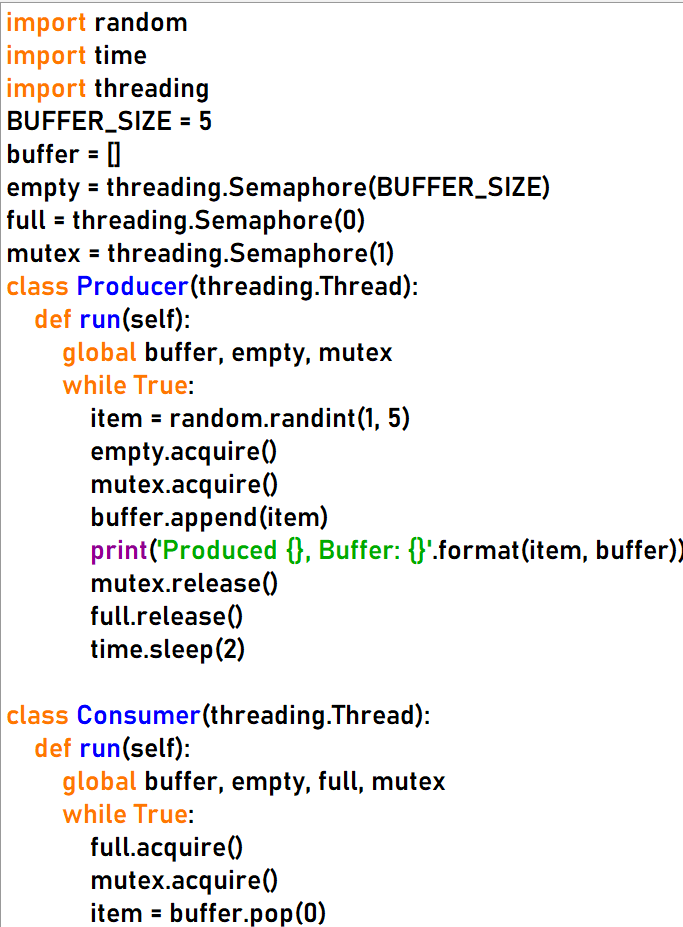 import random
import time
import threading
BUFFER_SIZE = 5
buffer = []
empty = threading.Semaphore(BUFFER_SIZE)
full = threading.Semaphore(0)
mutex = threading.Semaphore(1)
class Producer(threading.Thread):
    def run(self):
        global buffer, empty, mutex
        while True:
            item = random.randint(1, 5)
            empty.acquire()
            mutex.acquire()
            buffer.append(item)
            print('Produced {}, Buffer: {}'.format(item, buffer))
            mutex.release()
            full.release()
            time.sleep(2)

class Consumer(threading.Thread):
    def run(self):
        global buffer, empty, full, mutex
        while True:
            full.acquire()
            mutex.acquire()
            item = buffer.pop(0)